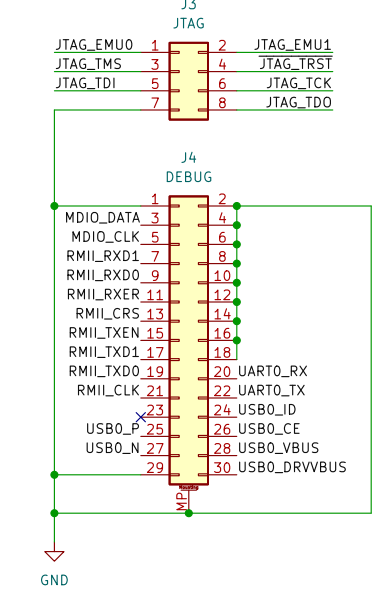 J3
JTAG
JTAG_EMU0 1 2 JTAG_EMU1
JTAG_TMS 3 4 JTAG_TRST
JTAG_TDI 5 6 JTAG_TCK
7 8 JTAG_TDO
J4
DEBUG
1 2
MDIO_DATA 3 4
MDIO_CLK 5 6
RMII_RXD1 7 8
RMII_RXD0 9 10
RMII_RXER 11 12
RMII_CRS 13 14
RMII_TXEN 15 16
RMII_TXD1 17 18
RMII_TXD0 19 20 UART0_RX
RMII_CLK 21 22 UART0_TX
23 24 USB0_ID
USB0_P 25 26 USB0_CE
USB0_N 27 28 USB0_VBUS
29 30 USB0_DRVVBUS
Mounting
MP
GND